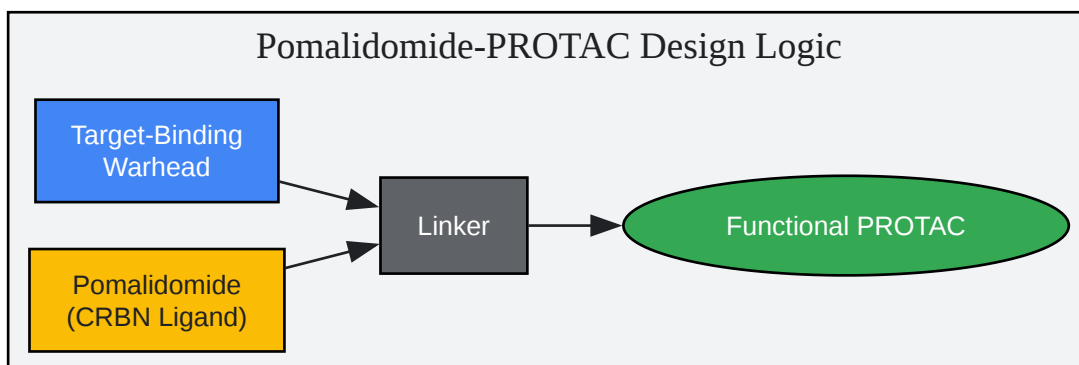 Pomalidomide-PROTAC Design Logic
Target-Binding
Warhead
Linker
Functional PROTAC
Pomalidomide
(CRBN Ligand)